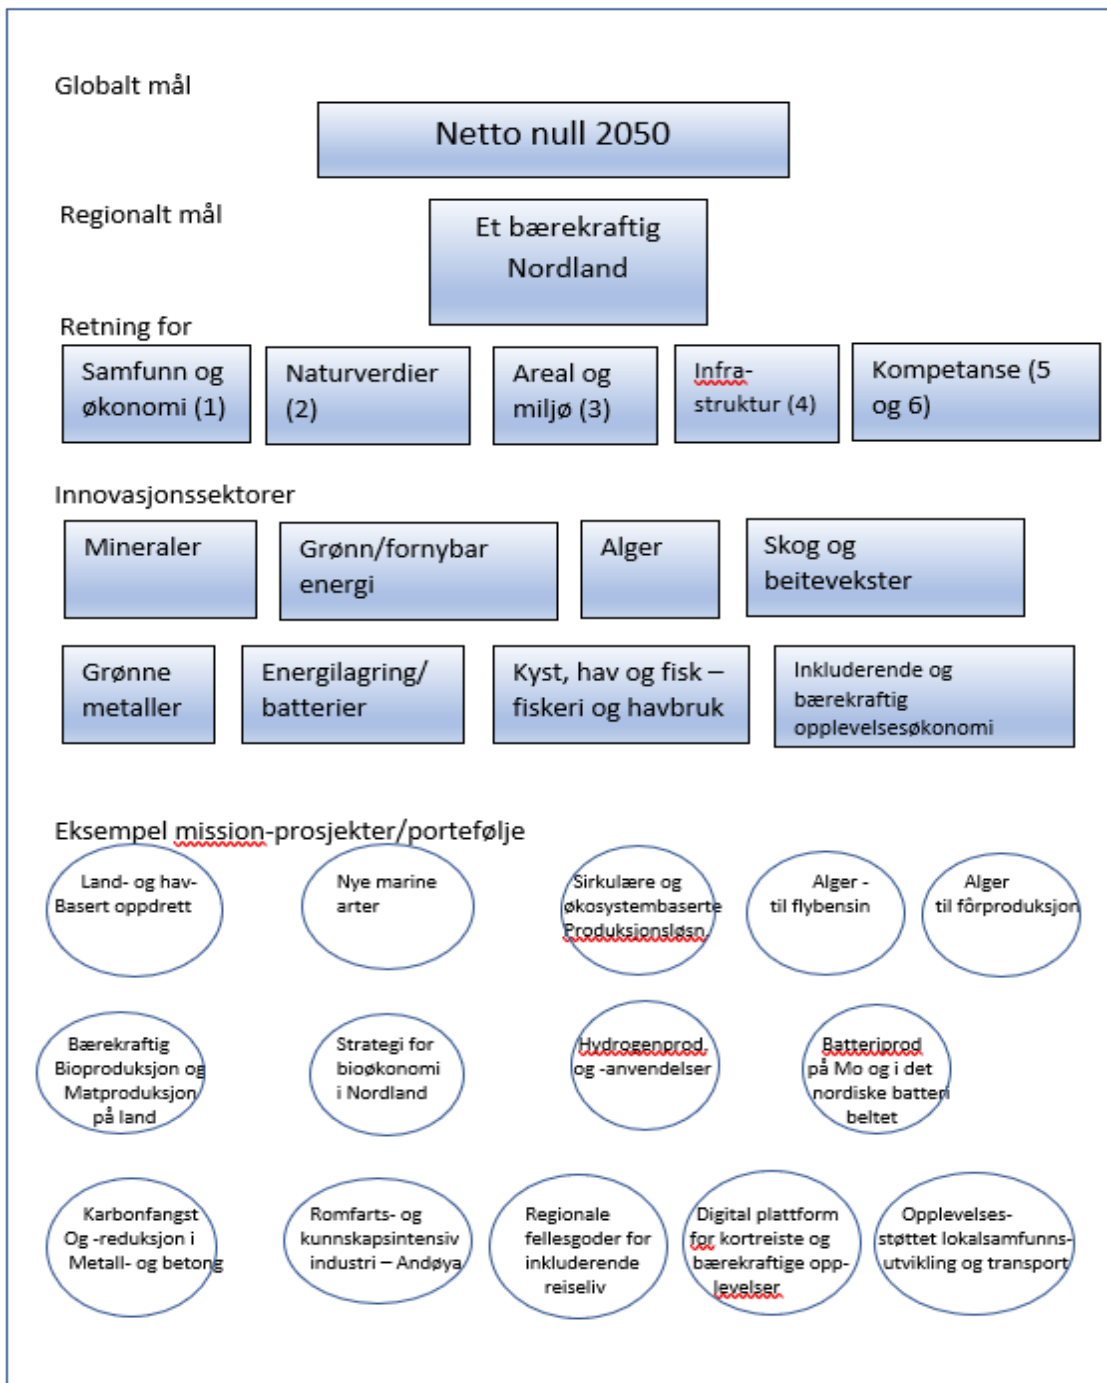 Globalt mål
Netto null 2050
Regionalt mål
Et bærekraftig
Nordland
Retning for
Samfunn og
økonomi (1)
Naturverdier
(2)
Areal og
miljø (3)
Infra-
struktur (4)
Kompetanse (5
og 6)
Innovasjonssektorer
Mineraler
Grønn/fornybar
energi
Alger
Skog og
beitevekster
Grønne
metaller
Energilagring/
batterier
Kyst, hav og fisk –
fiskeri og havbruk
Inkluderende og
bærekraftig
opplevelsesøkonomi
Eksempel mission-prosjekter/portefølje
Land- og hav-
Basert oppdrett
Nye marine
arter
Sirkulære og
økosystembaserte
Produksjonsløsn.
Alger -
til flybensin
Alger
til fôrproduksjon
Bærekraftig
Bioproduksjon og
Matproduksjon
på land
Strategi for
bioøkonomi
i Nordland
Hydrogenprod.
og -anvendelser
Batteriprod
på Mo og i det
nordiske batteri
beltet
Karbonfangst
Og -reduksjon i
Metall- og betong
Romfarts- og
kunnskapsintensiv
industri – Andøya
Regionale
fellesgoder for
inkluderende
reiseliv
Digital plattform
for kortreiste og
bærekraftige opp-
levelser
Opplevelses-
støttet lokalsamfunns-
utvikling og transport